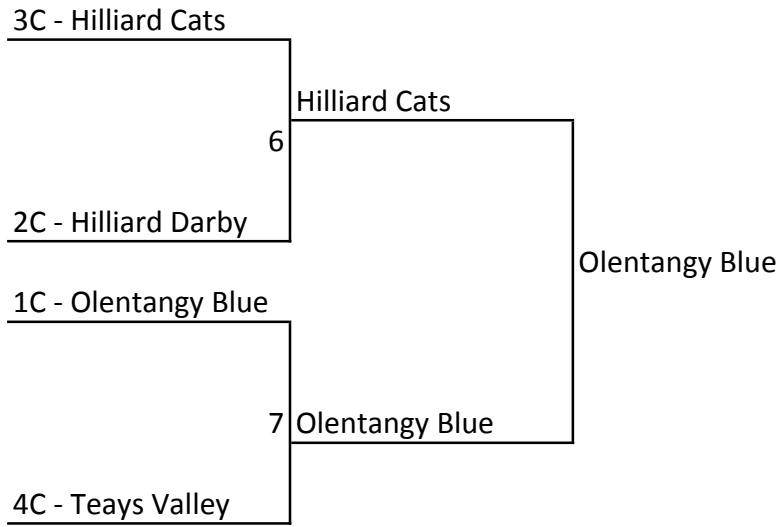 3C - Hilliard Cats
Hilliard Cats
6
2C - Hilliard Darby
Olentangy Blue
1C - Olentangy Blue
7 Olentangy Blue
4C - Teays Valley